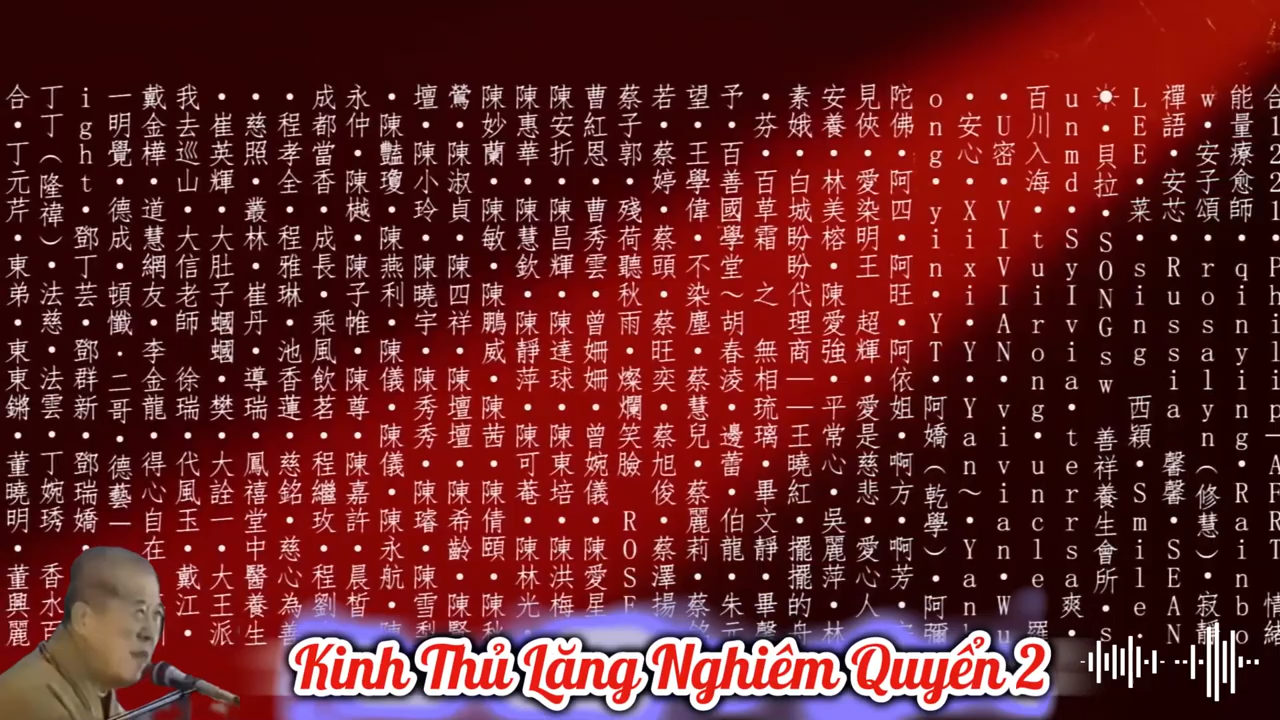 能量療愈師・qinying・Rainbo
w・安子頌・rosalyn（修慧）・寂靜
禪語・安芯・Russia 馨馨・SEAN
LEE・菜・sing 西穎・Smile・
☀・貝拉・SONGsw 善祥養生會所・s
unmd・SyIvia・terrsa爽・
百川入海・tuirong・uncle 羅
・U密・VIVIAN・vivian・Wu
・安心・Xixi・Y・Yan～・Yan
ong・yin・YT・阿嬌（乾學）・阿彌
陀佛・阿四・阿旺・阿依姐・啊方・啊芳・
見俠・愛染明王 超輝・愛是慈悲・愛心人
安養・林美榕・陳愛強・平常心・吳麗萍・林
素娥・白城盼盼代理商——王曉紅・擺擺的舟
・芬・百草霜 之 無相琉璃・畢文靜・畢馨
予・百善國學堂～胡春淩・邊蕾・伯龍・朱元
望・王學偉・不染塵・蔡慧兒・蔡麗莉・蔡
若・蔡婷・蔡頭・蔡旺奕・蔡旭俊・蔡澤揚
蔡子郭・殘荷聽秋雨・燦爛笑臉 ROSE
曹紅恩・曹秀雲・曾姍姍・曾婉儀・陳愛星
陳安折・陳昌輝・陳達球・陳東培・陳洪梅
陳惠華・陳慧欽・陳靜萍・陳可菴・陳林光
陳妙蘭・陳敏・陳鵬威・陳茜・陳倩頤・陳秋
鶯・陳淑貞・陳四祥・陳壇壇・陳希齡・陳賢
壇・陳小玲・陳曉宇・陳秀秀・陳璿・陳雪梨
・陳豔瓊・陳燕利・陳儀・陳儀・陳永航・陳
永仲・陳樾・陳子帷・陳尊・陳嘉許・晨皙・
成都當香・成長・乘風飲茗・程繼玫・程劉
・程孝全・程雅琳・池香蓮・慈銘・慈心為善
・慈照・叢林・崔丹・導瑞・鳳禧堂中醫養生
・崔英輝・大肚子蟈蟈・樊・大詮一・大王派
我去巡山・大信老師 徐瑞・代風玉・戴江・
戴金樺・道慧網友・李金龍・得心自在
一明覺・德成・頓懺・二哥・德藝一
ight・鄧丁芸・鄧群新・鄧瑞嬌・
丁丁（隆禕）・法慈・法雲・丁婉琇・香水百
合・丁元芹・東弟・東東鏘・董曉明・董興麗
Kinh Thủ Lăng Nghiêm Quyển 2